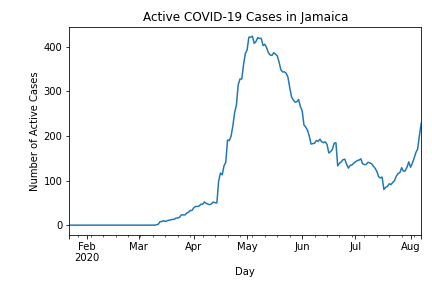 Active COVID-19 Cases in Jamaica
Number of Active Cases
400
300
200
100
0
Feb Mar Apr May Jun Jul Aug
2020
Day